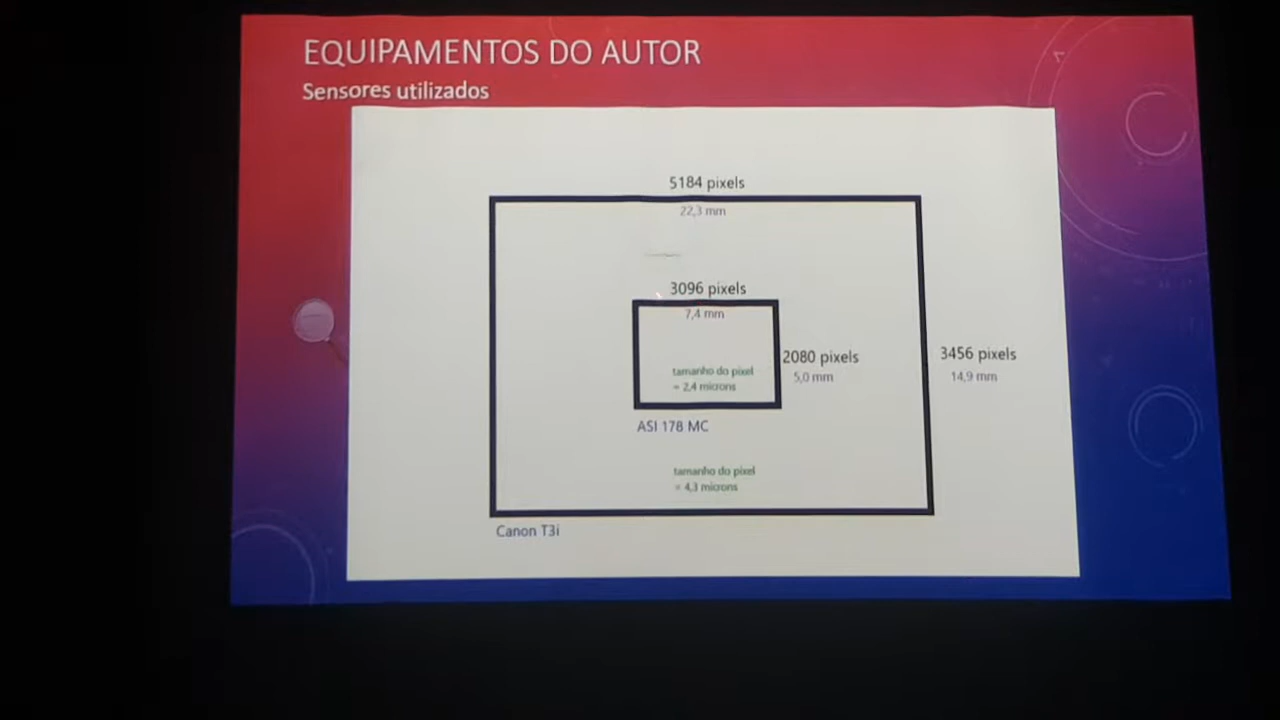 EQUIPAMENTOS DO AUTOR
Sensores utilizados
5184 pixels
22,3 mm
3096 pixels
7,4 mm
2080 pixels
5,0 mm
3456 pixels
14,9 mm
tamanho do pixel
= 2,4 microns
ASI 178 MC
tamanho do pixel
= 4,3 microns
Canon T3i